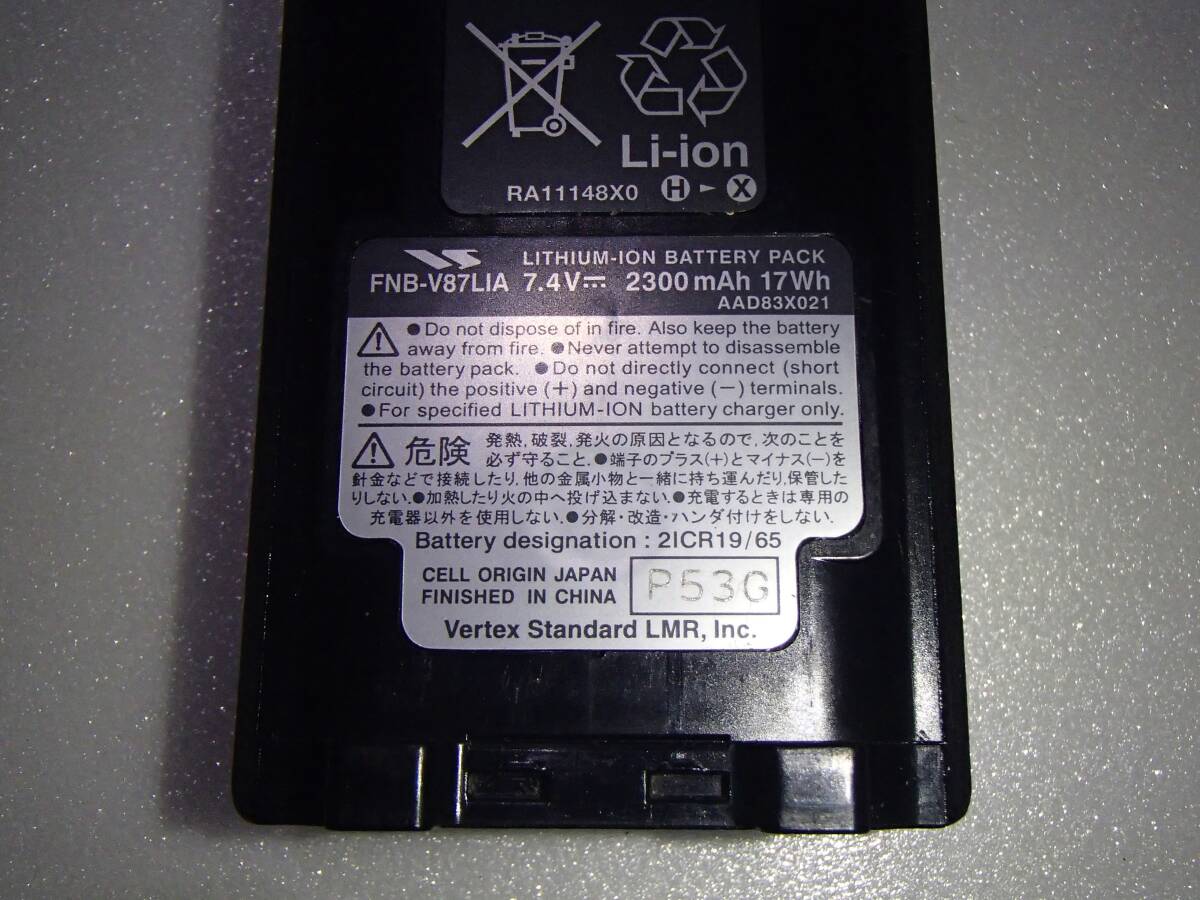 Li-ion
RA11148X0 H - X
VS LITHIUM-ION BATTERY PACK
FNB-V87LIA 7.4V⎓ 2300 mAh 17Wh
AAD83X021
●Do not dispose of in fire. Also keep the battery
away from fire. ●Never attempt to disassemble
the battery pack. ●Do not directly connect (short
circuit) the positive (+) and negative (−) terminals.
●For specified LITHIUM-ION battery charger only.
危険 発熱,破裂,発火の原因となるので,次のことを
必ず守ること.●端子のプラス(+)とマイナス(−)を
針金などで接続したり,他の金属小物と一緒に持ち運んだり,保管した
りしない.●加熱したり火の中へ投げ込まない.●充電するときは専用の
充電器以外を使用しない.●分解・改造・ハンダ付けをしない.
Battery designation : 2ICR19/65
CELL ORIGIN JAPAN
FINISHED IN CHINA
P53G
Vertex Standard LMR, Inc.